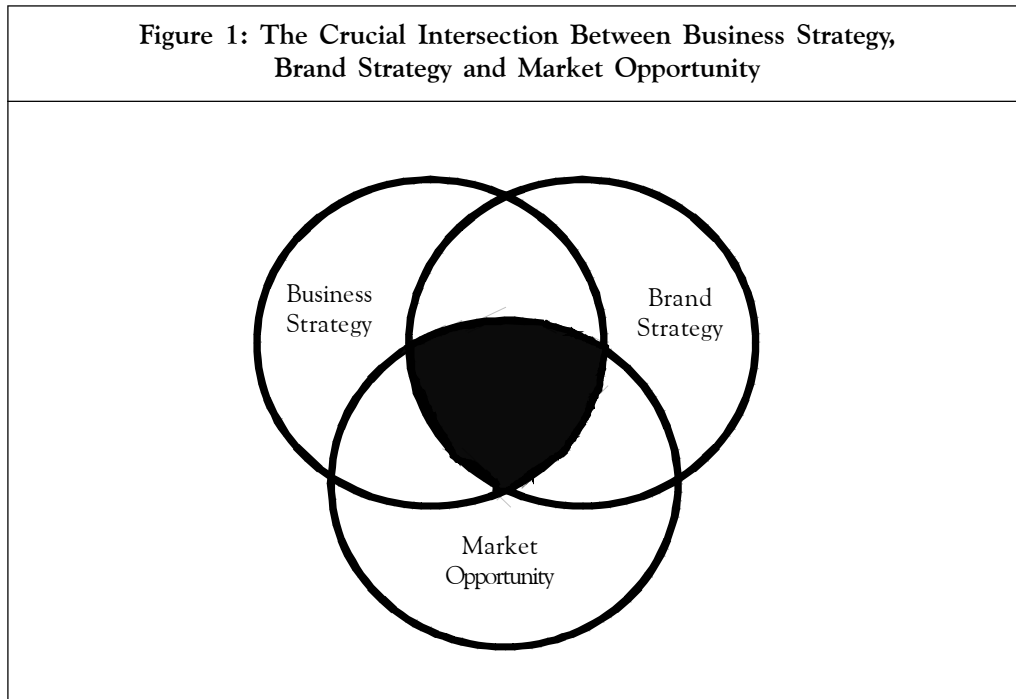 Figure 1: The Crucial Intersection Between Business Strategy,
Brand Strategy and Market Opportunity
Business
Strategy
Brand
Strategy
Market
Opportunity